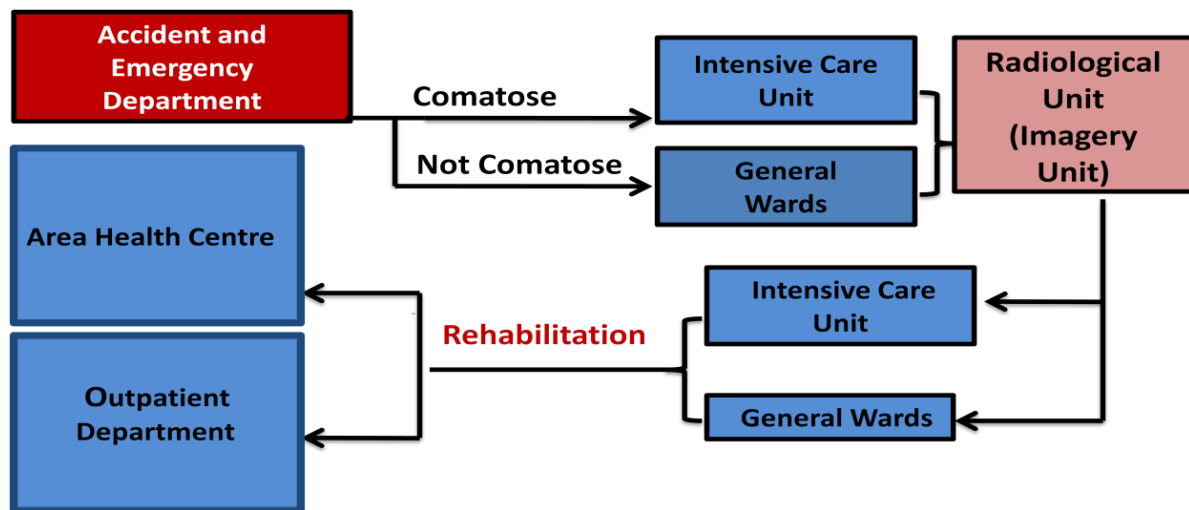 Accident and
Emergency
Department
Comatose
Not Comatose
Intensive Care
Unit
General
Wards
Radiological
Unit
(Imagery
Unit)
Area Health Centre
Intensive Care
Unit
Rehabilitation
General Wards
Outpatient
Department